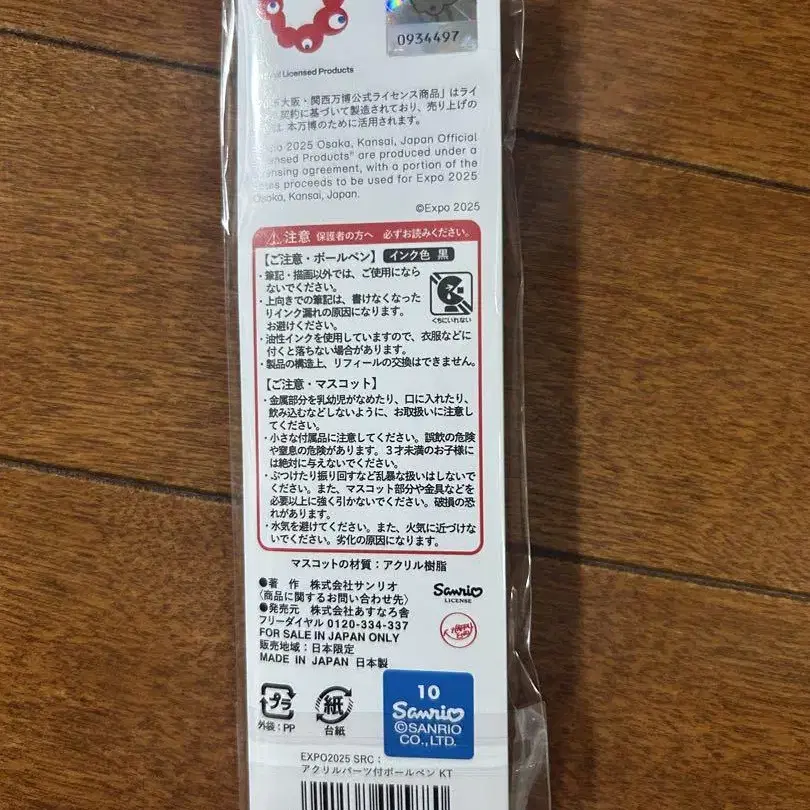 0934497
Licensed Products
大阪・関西万博公式ライセンス商品」はライ
契約に基づいて製造されており、売り上げの
本万博のために活用されます。
Expo 2025 Osaka, Kansai, Japan Official
Licensed Products" are produced under a
licensing agreement, with a portion of the
sales proceeds to be used for Expo 2025
Osaka, Kansai, Japan.
©Expo 2025
⚠注意 保護者の方へ 必ずお読みください。
【ご注意・ボールペン】 インク色 黒
・筆記・描画以外では、ご使用になら
ないでください。
・上向きでの筆記は、書けなくなった
りインク漏れの原因になります。
お避けください。
くちにいれない
・油性インクを使用していますので、衣服などに
付くと落ちない場合があります。
・製品の構造上、リフィールの交換はできません。
【ご注意・マスコット】
・金属部分を乳幼児がなめたり、口に入れたり、
飲み込むなどしないように、お取扱いに注意し
てください。
・小さな付属品に注意してください。誤飲の危険
や窒息の危険があります。3才未満のお子様に
は絶対に与えないでください。
・ぶつけたり振り回すなど乱暴な扱いはしないで
ください。また、マスコット部分や金具などを
必要以上に強く引かないでください。破損の恐
れがあります。
・水気を避けてください。また、火気に近づけな
いでください。劣化の原因になります。
マスコットの材質：アクリル樹脂
●著 作 株式会社サンリオ
〈商品に関するお問い合わせ先〉
●発売元 株式会社あすなろ舎
フリーダイヤル 0120-334-337
FOR SALE IN JAPAN ONLY
販売地域：日本限定
MADE IN JAPAN 日本製
Sanrio
LICENSE
プラ
外袋：PP
紙
台紙
10
Sanrio
©SANRIO
CO.,LTD.
EXPO2025 SRC：
アクリルパーツ付ボールペン KT